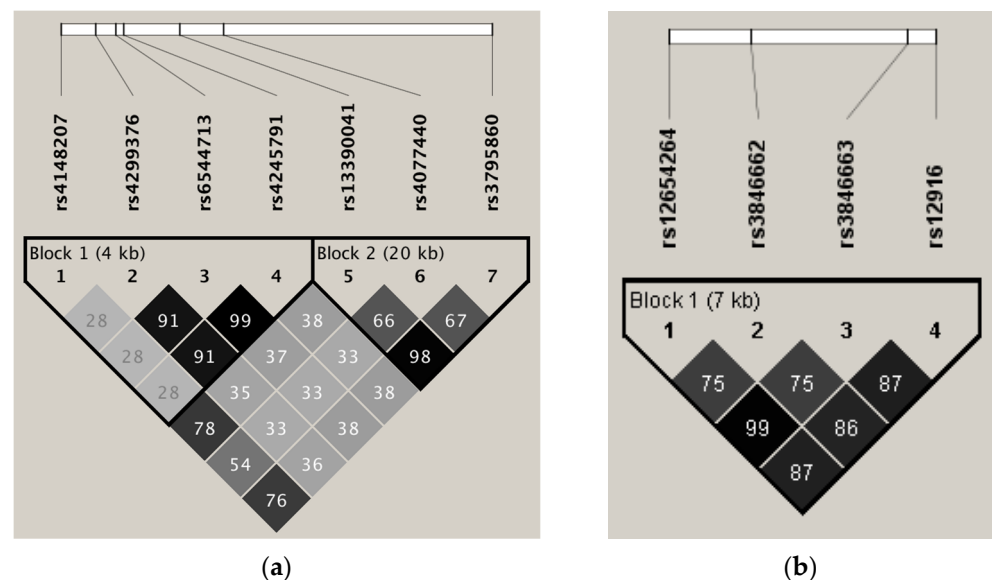 rs4148207
rs4299376
rs6544713
rs4245791
rs13390041
rs4077440
rs3795860
Block 1 (4 kb)
Block 2 (20 kb)
1 2 3 4 5 6 7
28 91 99 38 66 67
28 91 37 33 98
28 35 33 38
78 33 38
54 36
76
(a)
rs12654264
rs3846662
rs3846663
rs12916
Block 1 (7 kb)
1 2 3 4
75 75 87
99 86
87
(b)